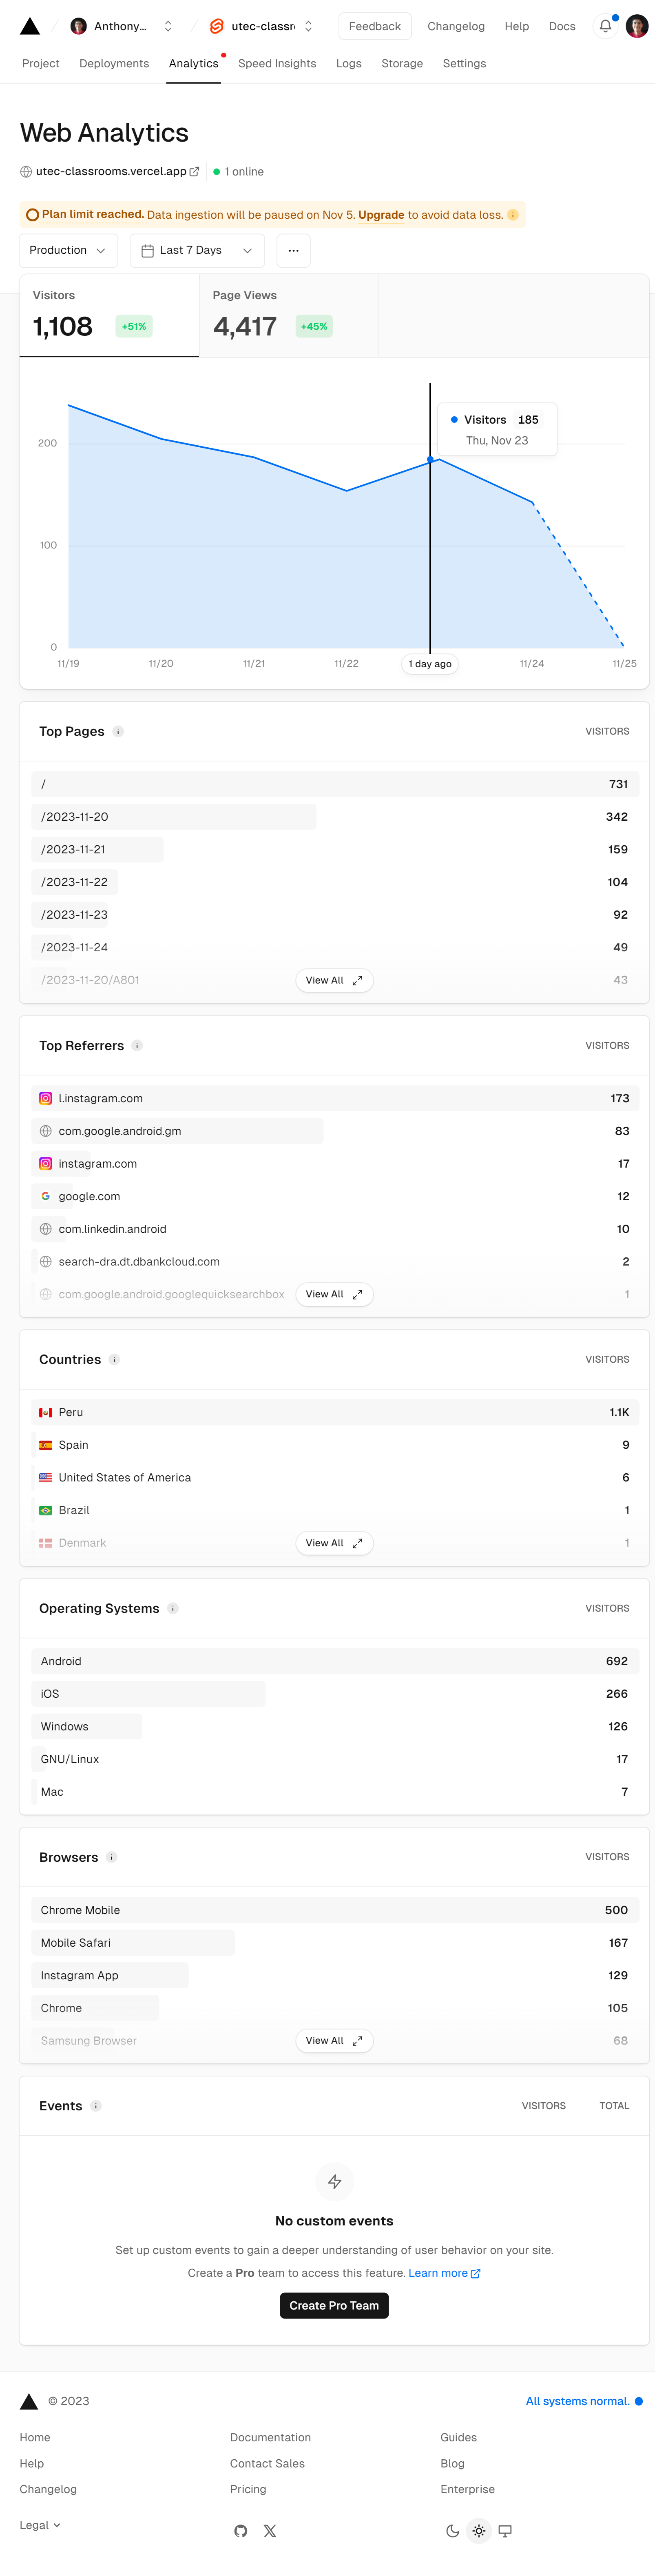 Anthony... utec-classr Feedback Changelog Help Docs
Project Deployments Analytics Speed Insights Logs Storage Settings
Web Analytics
utec-classrooms.vercel.app 1 online
Plan limit reached. Data ingestion will be paused on Nov 5. Upgrade to avoid data loss.
Production Last 7 Days
Visitors Page Views
1,108 +51% 4,417 +45%
Visitors 185
Thu, Nov 23
200
100
0
11/19 11/20 11/21 11/22 1 day ago 11/24 11/25
Top Pages VISITORS
/ 731
/2023-11-20 342
/2023-11-21 159
/2023-11-22 104
/2023-11-23 92
/2023-11-24 49
/2023-11-20/A801 View All 43
Top Referrers VISITORS
l.instagram.com 173
com.google.android.gm 83
instagram.com 17
google.com 12
com.linkedin.android 10
search-dra.dt.dbankcloud.com 2
com.google.android.googlequicksearchbox View All 1
Countries VISITORS
Peru 1.1K
Spain 9
United States of America 6
Brazil 1
Denmark View All 1
Operating Systems VISITORS
Android 692
iOS 266
Windows 126
GNU/Linux 17
Mac 7
Browsers VISITORS
Chrome Mobile 500
Mobile Safari 167
Instagram App 129
Chrome 105
Samsung Browser View All 68
Events VISITORS TOTAL
No custom events
Set up custom events to gain a deeper understanding of user behavior on your site.
Create a Pro team to access this feature. Learn more
Create Pro Team
© 2023 All systems normal.
Home Documentation Guides
Help Contact Sales Blog
Changelog Pricing Enterprise
Legal